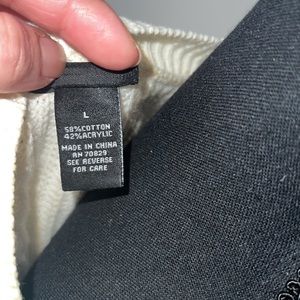 L
58%COTTON
42%ACRYLIC
MADE IN CHINA
RN 70829
SEE REVERSE
FOR CARE